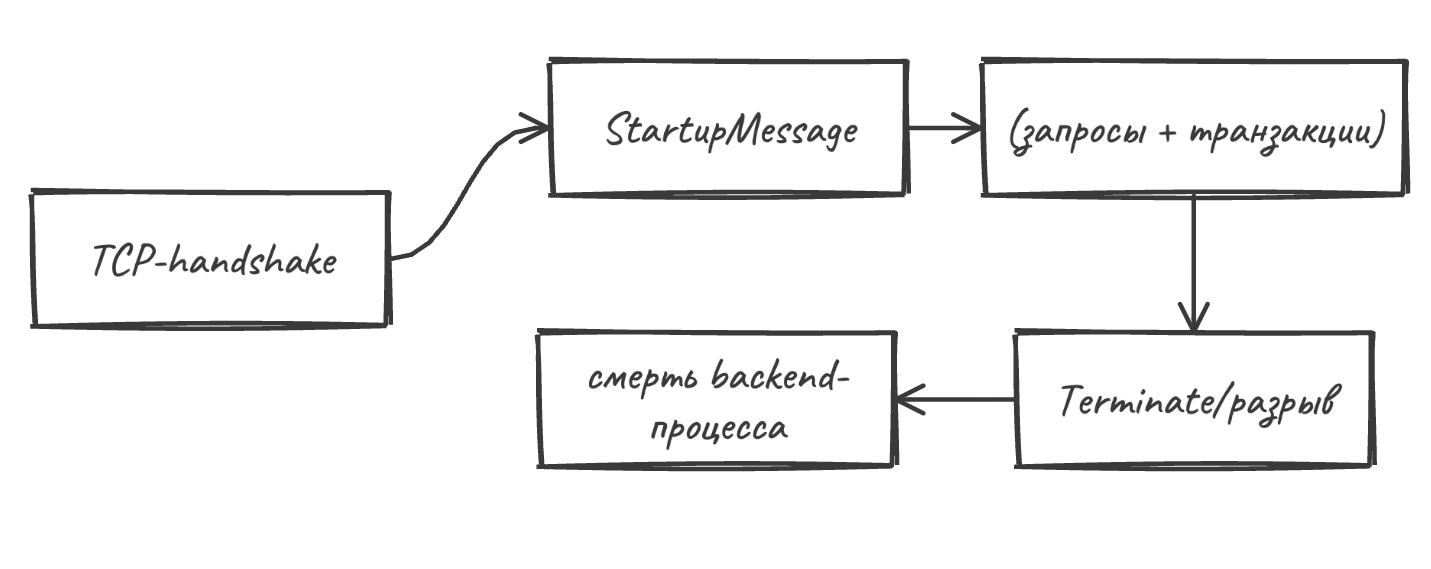 TCP-handshake
StartupMessage
(запросы + транзакции)
Terminate/разрыв
смерть backend-
процесса